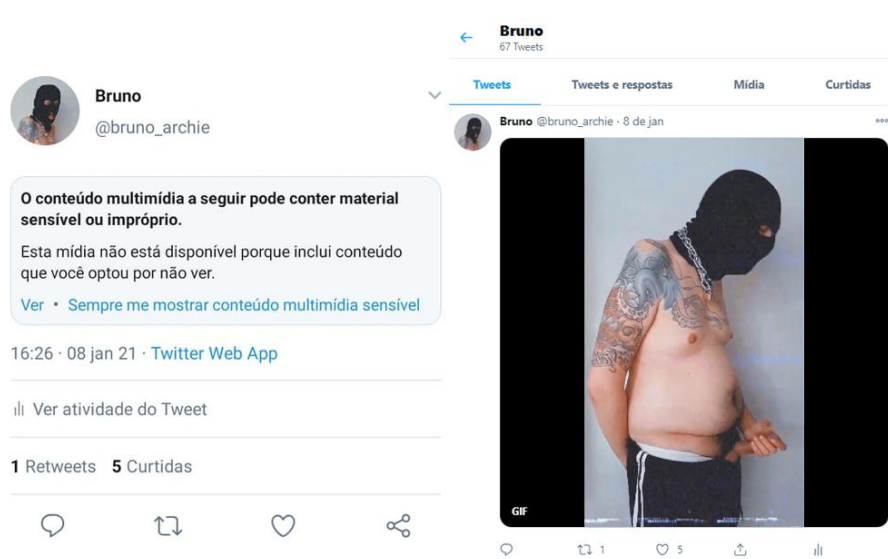 Bruno
@bruno_archie
O conteúdo multimídia a seguir pode conter material
sensível ou impróprio.
Esta mídia não está disponível porque inclui conteúdo
que você optou por não ver.
Ver • Sempre me mostrar conteúdo multimídia sensível
16:26 · 08 jan 21 · Twitter Web App
Ver atividade do Tweet
1 Retweets 5 Curtidas
Bruno
67 Tweets
Tweets Tweets e respostas Mídia Curtidas
Bruno @bruno_archie · 8 de jan
GIF
1 5